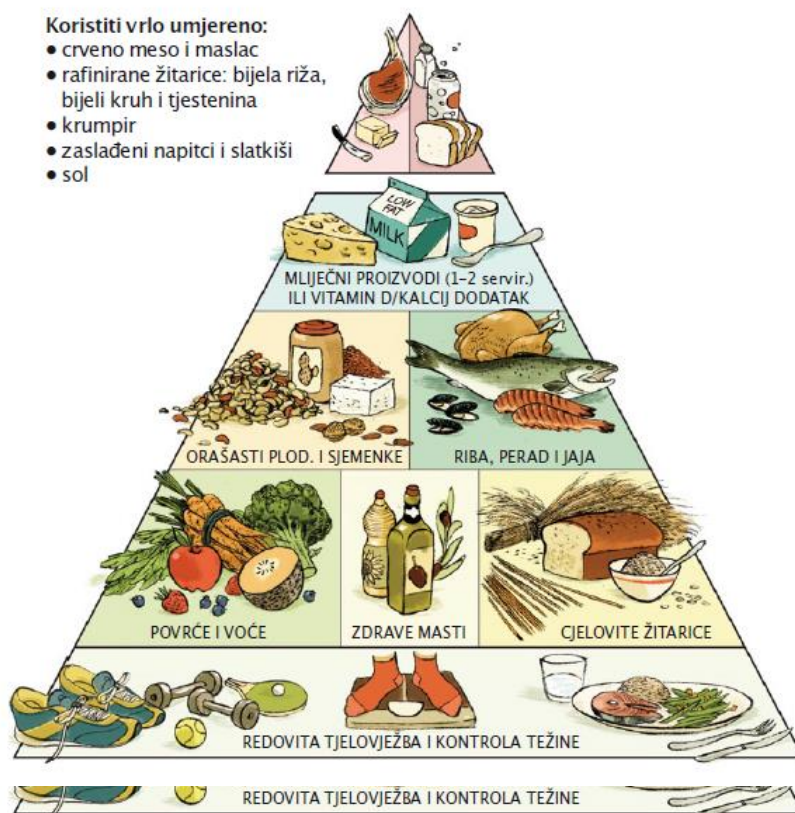 Koristiti vrlo umjereno:
• crveno meso i maslac
• rafinirane žitarice: bijela riža,
bijeli kruh i tjestenina
• krumpir
• zaslađeni napitci i slatkiši
• sol
LOW
FAT
MILK
MLIJEČNI PROIZVODI (1–2 servir.)
ILI VITAMIN D/KALCIJ DODATAK
ORAŠASTI PLOD. I SJEMENKE
RIBA, PERAD I JAJA
POVRĆE I VOĆE
ZDRAVE MASTI
CJELOVITE ŽITARICE
REDOVITA TJELOVJEŽBA I KONTROLA TEŽINE
REDOVITA TJELOVJEŽBA I KONTROLA TEŽINE